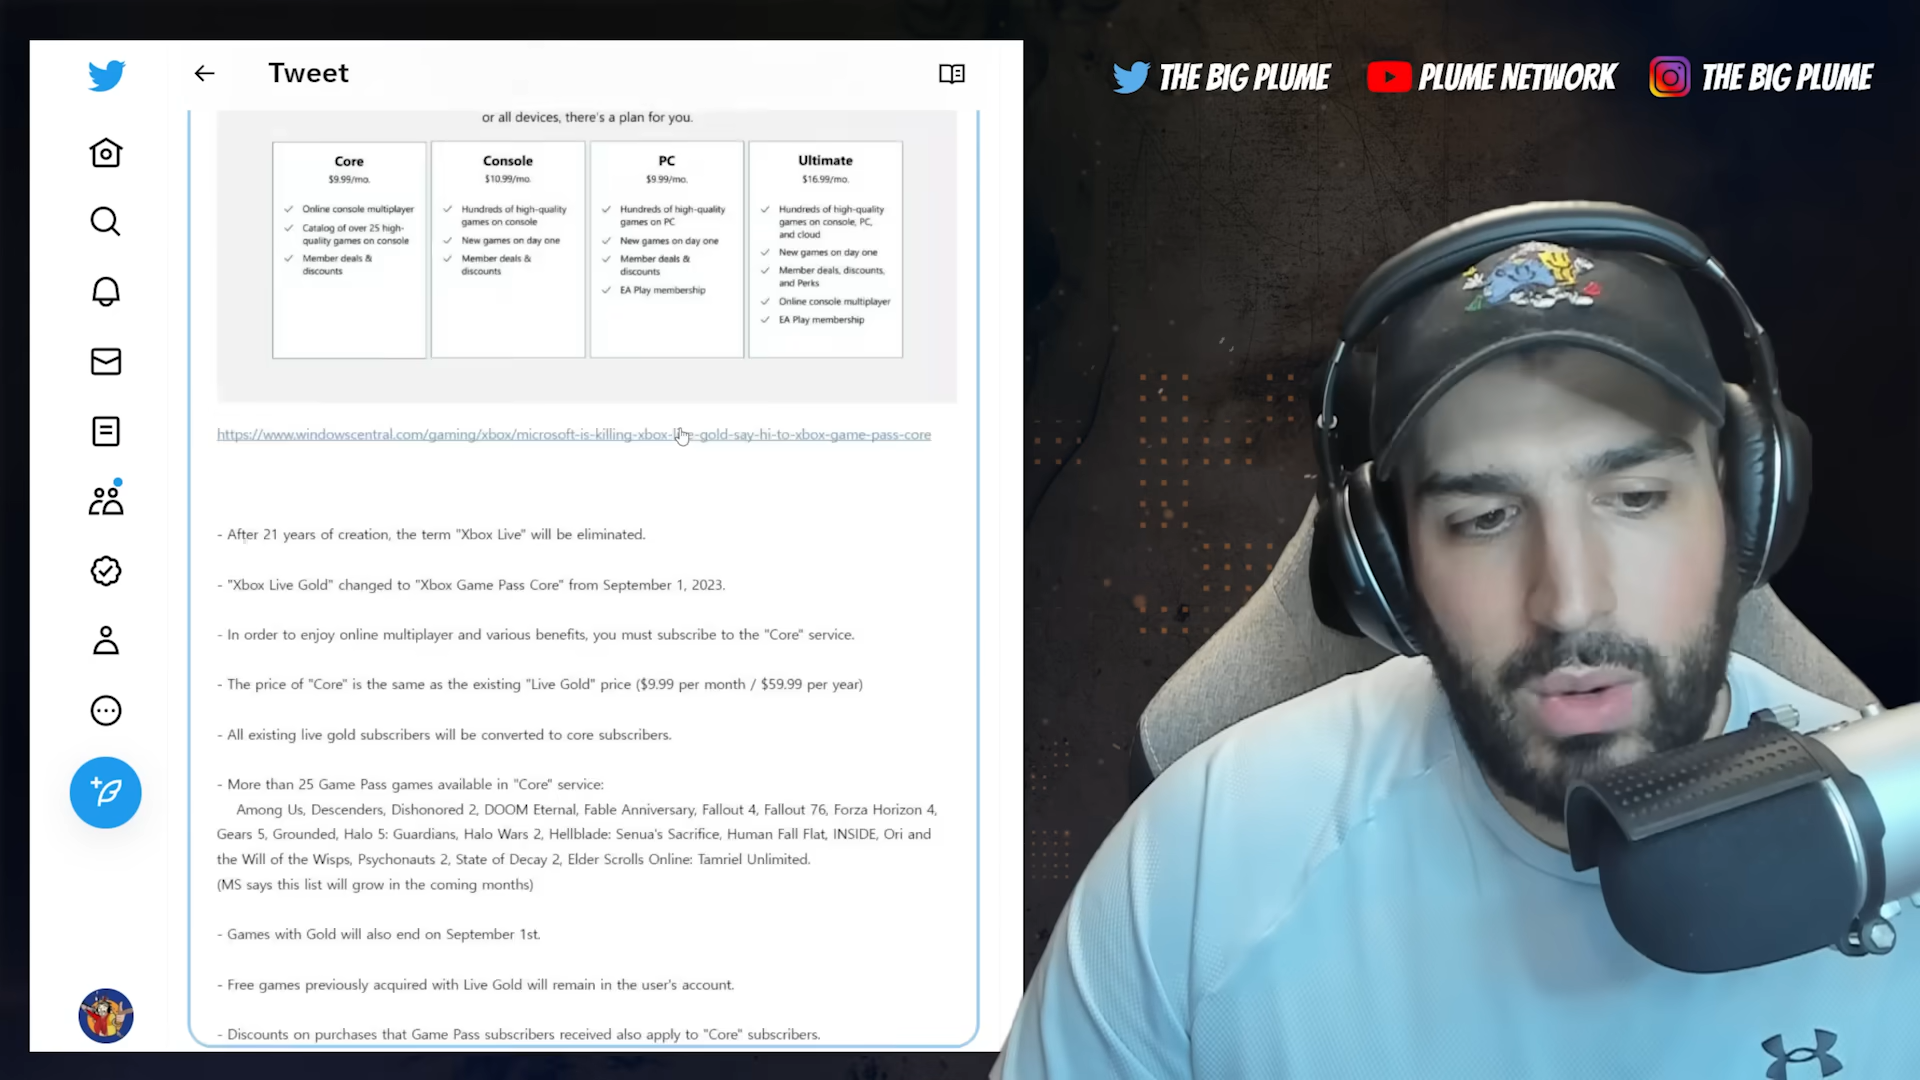 THE BIG PLUME PLUME NETWORK THE BIG PLUME
Tweet
or all devices, there's a plan for you.
Core
$9.99/mo.
Online console multiplayer
Catalog of over 25 high-
quality games on console
Member deals &
discounts
Console
$10.99/mo.
Hundreds of high-quality
games on console
New games on day one
Member deals &
discounts
PC
$9.99/mo.
Hundreds of high-quality
games on PC
New games on day one
Member deals &
discounts
EA Play membership
Ultimate
$16.99/mo.
Hundreds of high-quality
games on console, PC,
and cloud
New games on day one
Member deals, discounts,
and Perks
Online console multiplayer
EA Play membership
https://www.windowscentral.com/gaming/xbox/microsoft-is-killing-xbox-live-gold-say-hi-to-xbox-game-pass-core
- After 21 years of creation, the term "Xbox Live" will be eliminated.
- "Xbox Live Gold" changed to "Xbox Game Pass Core" from September 1, 2023.
- In order to enjoy online multiplayer and various benefits, you must subscribe to the "Core" service.
- The price of "Core" is the same as the existing "Live Gold" price ($9.99 per month / $59.99 per year)
- All existing live gold subscribers will be converted to core subscribers.
- More than 25 Game Pass games available in "Core" service:
Among Us, Descenders, Dishonored 2, DOOM Eternal, Fable Anniversary, Fallout 4, Fallout 76, Forza Horizon 4,
Gears 5, Grounded, Halo 5: Guardians, Halo Wars 2, Hellblade: Senua's Sacrifice, Human Fall Flat, INSIDE, Ori and
the Will of the Wisps, Psychonauts 2, State of Decay 2, Elder Scrolls Online: Tamriel Unlimited.
(MS says this list will grow in the coming months)
- Games with Gold will also end on September 1st.
- Free games previously acquired with Live Gold will remain in the user's account.
- Discounts on purchases that Game Pass subscribers received also apply to "Core" subscribers.